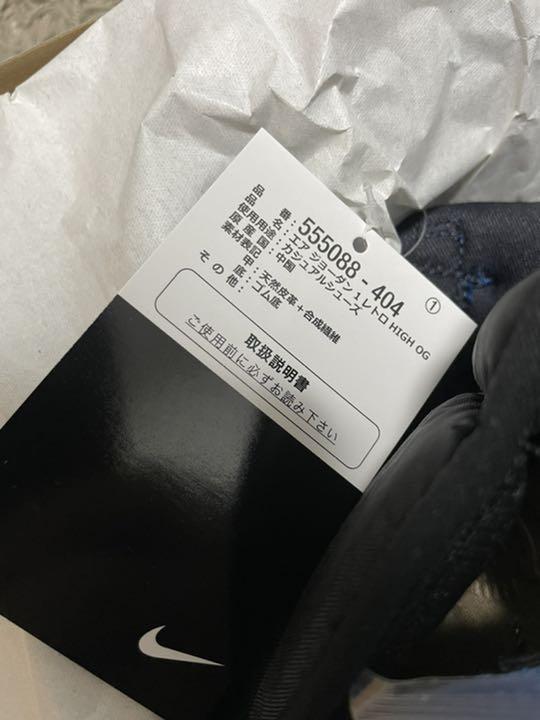 品番：555088-404 ①
品名：エア ジョーダン 1 レトロ HIGH OG
使用用途：カジュアルシューズ
原産国：中国
素材表記
甲：天然皮革＋合成繊維
底：ゴム底
その他：
取扱説明書
ご使用前に必ずお読み下さい